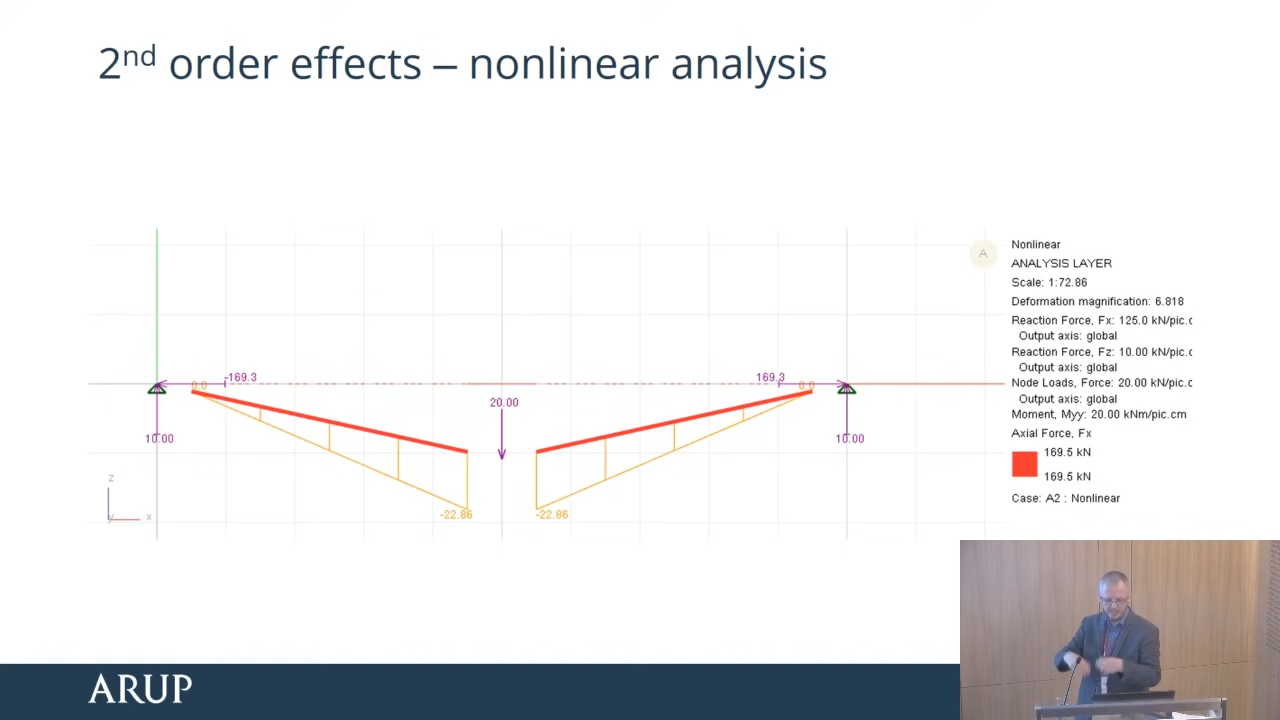 2nd order effects – nonlinear analysis
A
Nonlinear
ANALYSIS LAYER
Scale: 1:72.86
Deformation magnification: 6.818
Reaction Force, Fx: 125.0 kN/pic.c
Output axis: global
Reaction Force, Fz: 10.00 kN/pic.c
Output axis: global
Node Loads, Force: 20.00 kN/pic.c
Output axis: global
Moment, Myy: 20.00 kNm/pic.cm
Axial Force, Fx
169.5 kN
169.5 kN
Case: A2 : Nonlinear
0.0 -169.3 169.3 0.0
20.00
10.00 10.00
z
y x
-22.86 -22.86
ARUP